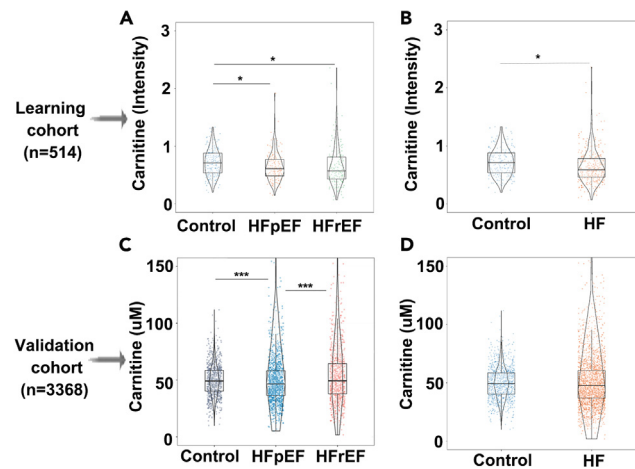 A
Carnitine (Intensity)
3
2
1
0
*
*
Control HFpEF HFrEF
B
Carnitine (Intensity)
3
2
1
0
*
Control HF
Learning
cohort
(n=514)
C
Carnitine (uM)
150
100
50
0
***
***
Control HFpEF HFrEF
D
Carnitine (uM)
150
100
50
0
Control HF
Validation
cohort
(n=3368)